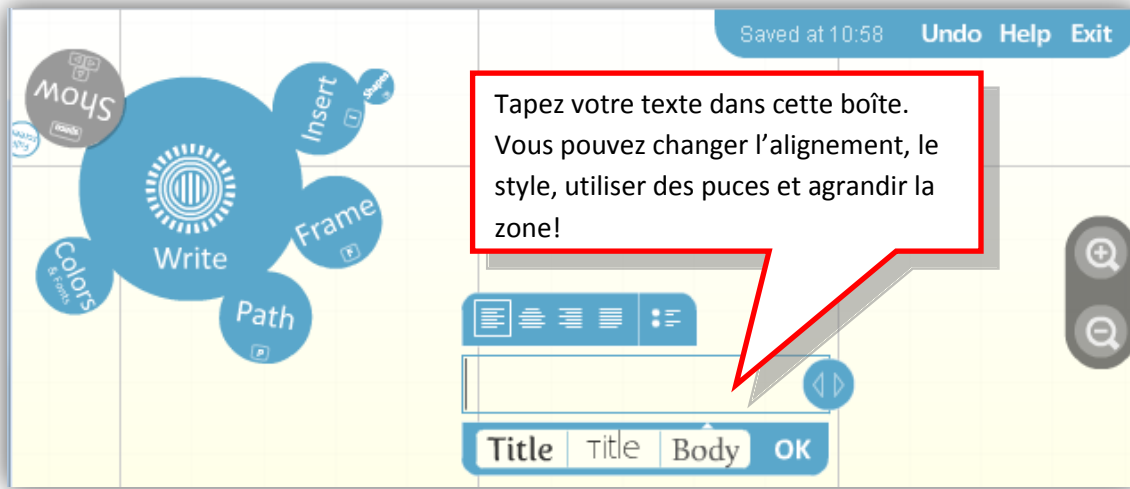 Saved at 10:58 Undo Help Exit
Show
space
Insert
I
Shapes
Tapez votre texte dans cette boîte.
Vous pouvez changer l’alignement, le
style, utiliser des puces et agrandir la
zone!
Write
Frame
F
Colors
& Fonts
Path
P
Title Title Body OK